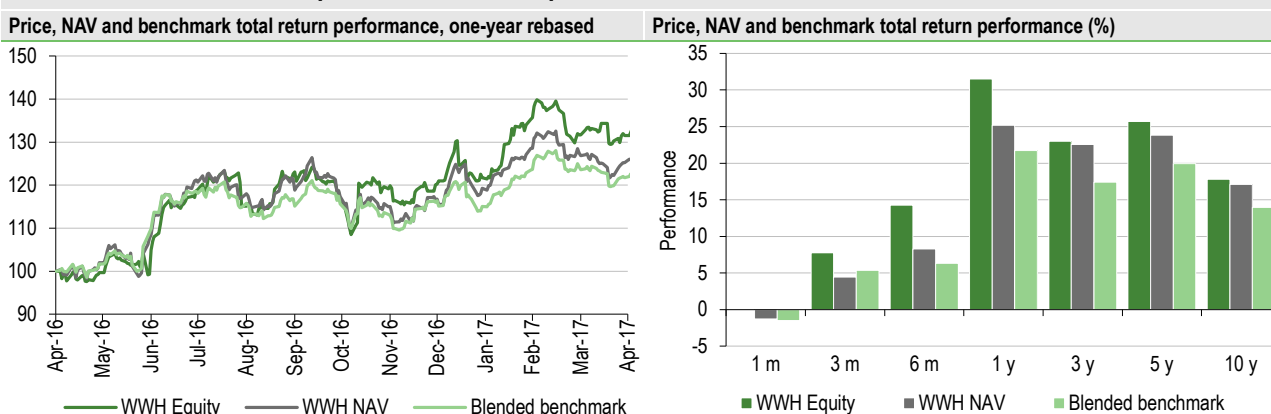 Price, NAV and benchmark total return performance, one-year rebased
150
140
130
120
110
100
90
Apr-16
May-16
Jun-16
Jul-16
Aug-16
Sep-16
Oct-16
Nov-16
Dec-16
Jan-17
Feb-17
Mar-17
Apr-17
WWH Equity
WWH NAV
Blended benchmark
Price, NAV and benchmark total return performance (%)
Performance
35
30
25
20
15
10
5
0
-5
1 m
3 m
6 m
1 y
3 y
5 y
10 y
WWH Equity
WWH NAV
Blended benchmark